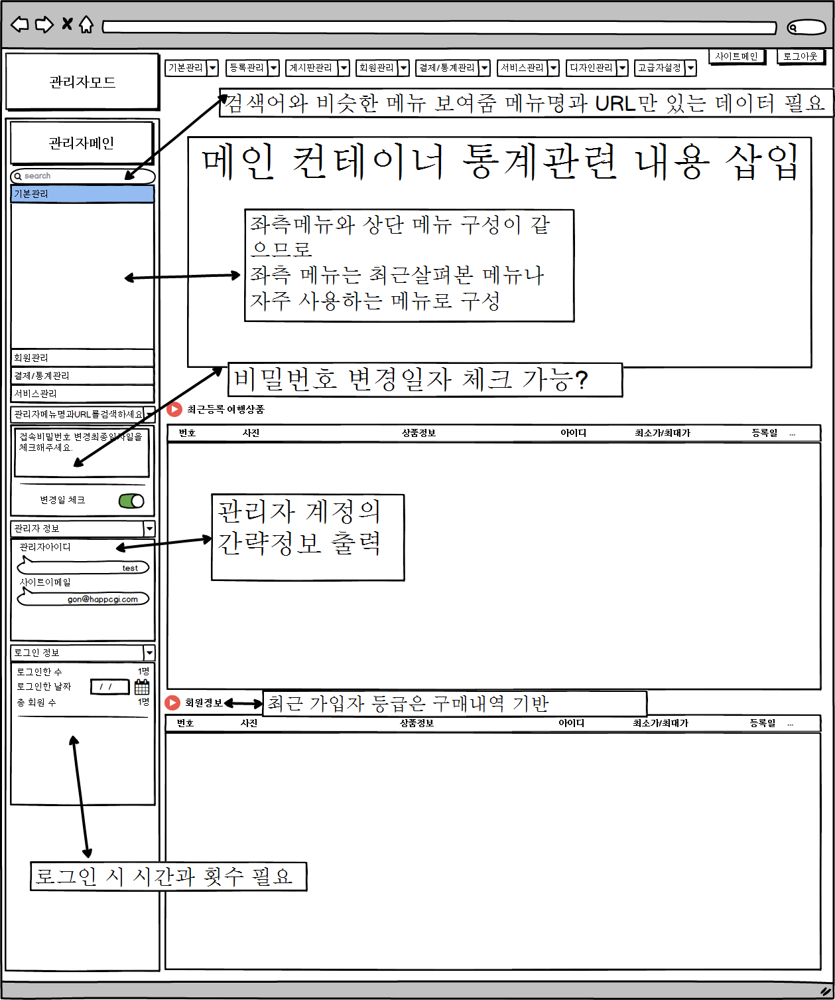 사이트메인
로그아웃
관리자모드
기본관리
등록관리
게시판관리
회원관리
결제/통계관리
서비스관리
디자인관리
고급자설정
검색어와 비슷한 메뉴 보여줌 메뉴명과 URL만 있는 데이터 필요
관리자메인
search
기본관리
회원관리
결제/통계관리
서비스관리
관리자메뉴명과URL를검색하세요
접속비밀번호 변경최종일자일을
체크해주세요.
변경일 체크
관리자 정보
관리자아이디
test
사이트이메일
gon@happcgi.com
로그인 정보
로그인한 수 1명
로그인한 날짜 / /
총 회원 수 1명
로그인 시 시간과 횟수 필요
메인 컨테이너 통계관련 내용 삽입
좌측메뉴와 상단 메뉴 구성이 같
으므로
좌측 메뉴는 최근살펴본 메뉴나
자주 사용하는 메뉴로 구성
비밀번호 변경일자 체크 가능?
최근등록 여행상품
번호 사진 상품정보 아이디 최소가/최대가 등록일 ...
관리자 계정의
간략정보 출력
회원정보
최근 가입자 등급은 구매내역 기반
번호 사진 상품정보 아이디 최소가/최대가 등록일 ...